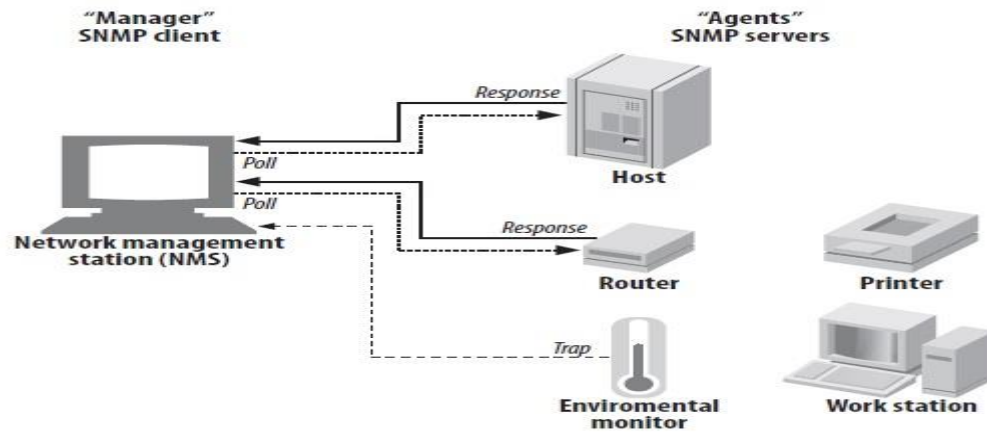 “Manager”
SNMP client
“Agents”
SNMP servers
Response
Poll
Host
Poll
Network management
station (NMS)
Response
Router
Printer
Trap
Enviromental
monitor
Work station